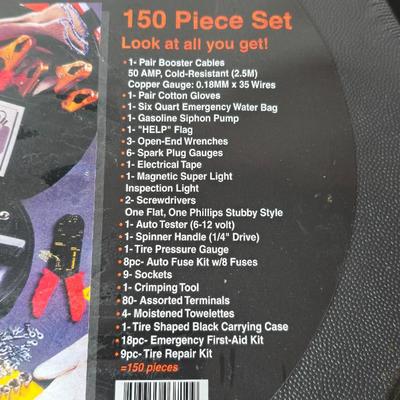 150 Piece Set
Look at all you get!
•1- Pair Booster Cables
50 AMP, Cold-Resistant (2.5M)
Copper Gauge: 0.18MM x 35 Wires
•1- Pair Cotton Gloves
•1- Six Quart Emergency Water Bag
•1- Gasoline Siphon Pump
•1- "HELP" Flag
•3- Open-End Wrenches
•6- Spark Plug Gauges
•1- Electrical Tape
•1- Magnetic Super Light
Inspection Light
•2- Screwdrivers
One Flat, One Phillips Stubby Style
•1- Auto Tester (6-12 volt)
•1- Spinner Handle (1/4" Drive)
•1- Tire Pressure Gauge
•8pc- Auto Fuse Kit w/8 Fuses
•9- Sockets
•1- Crimping Tool
•80- Assorted Terminals
•4- Moistened Towelettes
•1- Tire Shaped Black Carrying Case
•18pc- Emergency First-Aid Kit
•9pc- Tire Repair Kit
=150 pieces